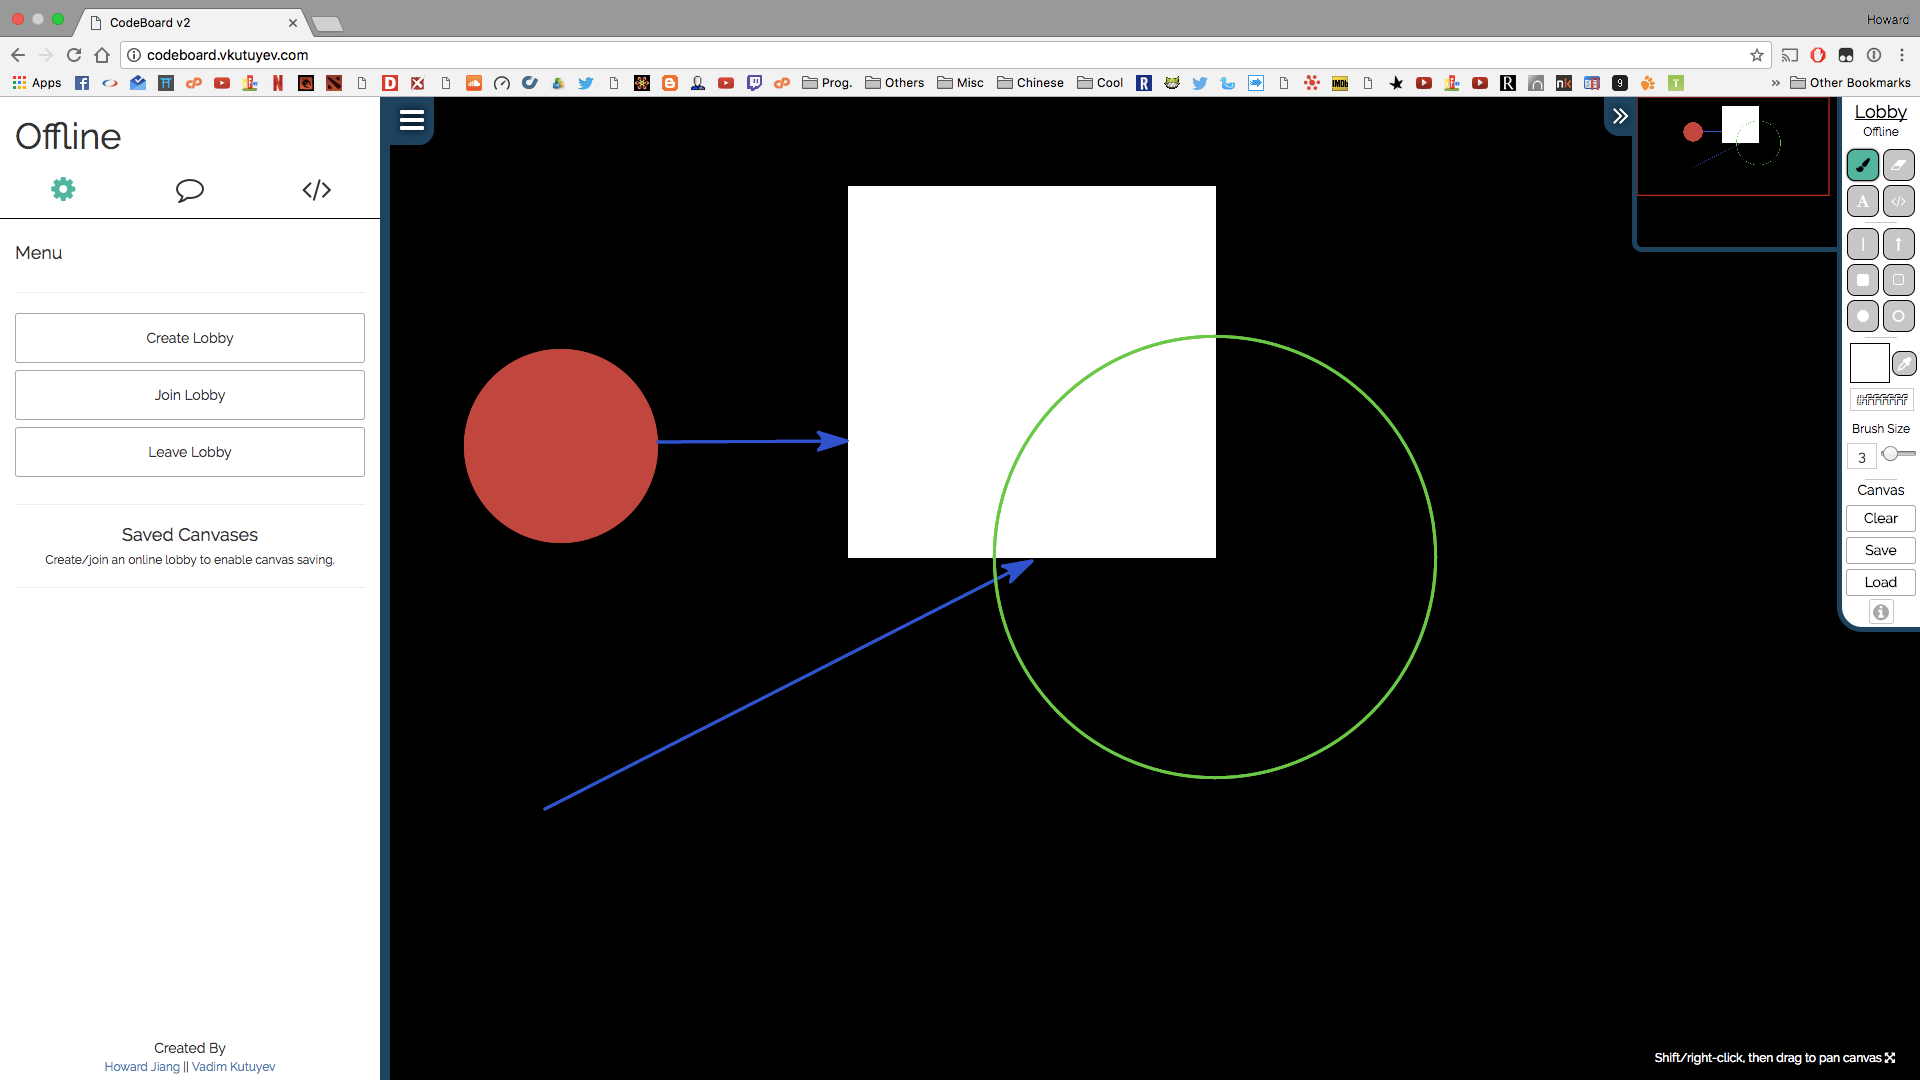 CodeBoard v2
Howard
codeboard.vkutuyev.com
Apps
Prog.
Others
Misc
Chinese
Cool
Other Bookmarks
Offline
Menu
Create Lobby
Join Lobby
Leave Lobby
Saved Canvases
Create/join an online lobby to enable canvas saving.
Created By
Howard Jiang || Vadim Kutuyev
Lobby
Offline
A
</>
#ffffff
Brush Size
3
Canvas
Clear
Save
Load
Shift/right-click, then drag to pan canvas